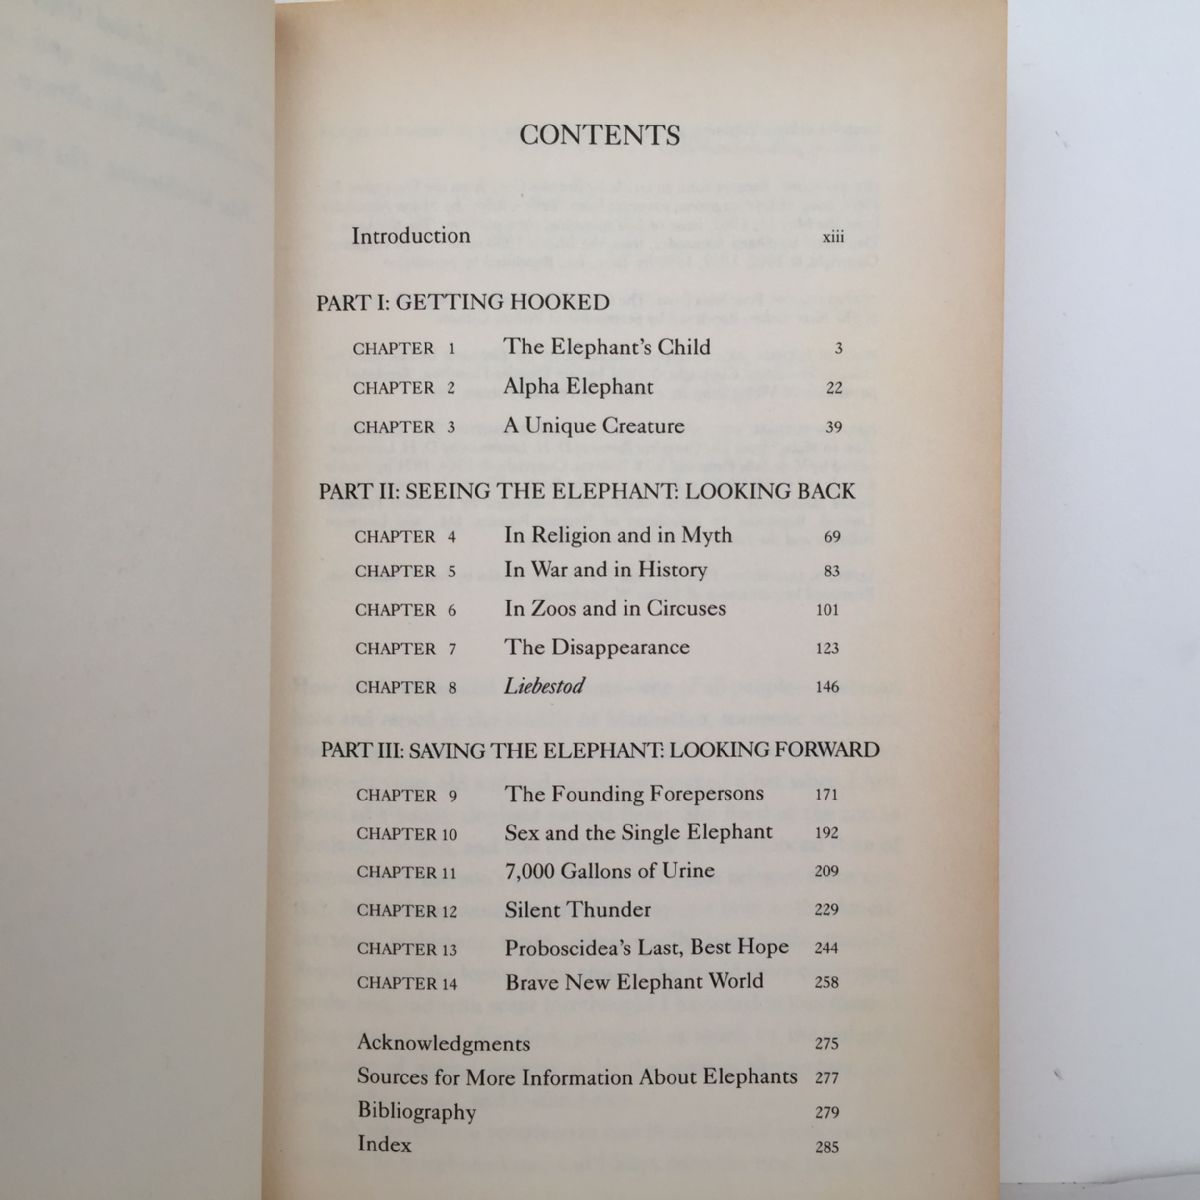 CONTENTS
Introduction xiii
PART I: GETTING HOOKED
CHAPTER 1 The Elephant's Child 3
CHAPTER 2 Alpha Elephant 22
CHAPTER 3 A Unique Creature 39
PART II: SEEING THE ELEPHANT: LOOKING BACK
CHAPTER 4 In Religion and in Myth 69
CHAPTER 5 In War and in History 83
CHAPTER 6 In Zoos and in Circuses 101
CHAPTER 7 The Disappearance 123
CHAPTER 8 Liebestod 146
PART III: SAVING THE ELEPHANT: LOOKING FORWARD
CHAPTER 9 The Founding Forepersons 171
CHAPTER 10 Sex and the Single Elephant 192
CHAPTER 11 7,000 Gallons of Urine 209
CHAPTER 12 Silent Thunder 229
CHAPTER 13 Proboscidea's Last, Best Hope 244
CHAPTER 14 Brave New Elephant World 258
Acknowledgments 275
Sources for More Information About Elephants 277
Bibliography 279
Index 285